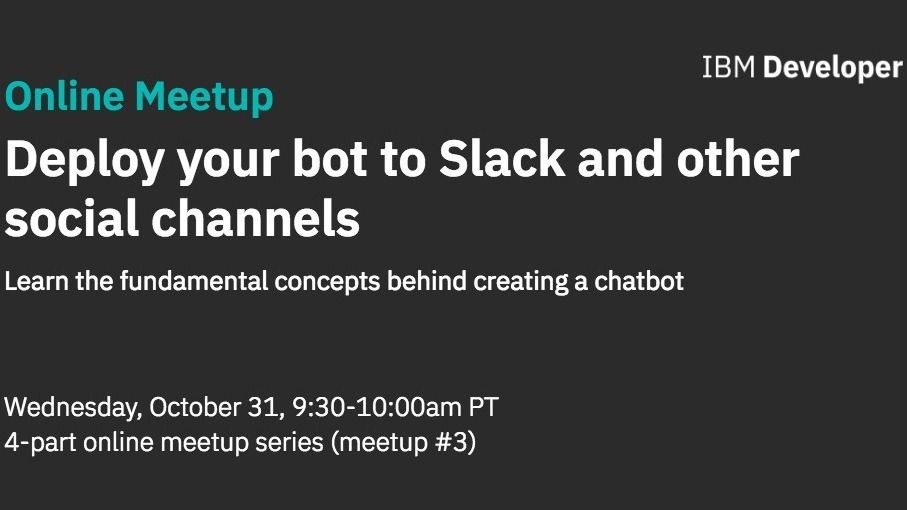 IBM Developer
Online Meetup
Deploy your bot to Slack and other
social channels
Learn the fundamental concepts behind creating a chatbot
Wednesday, October 31, 9:30-10:00am PT
4-part online meetup series (meetup #3)